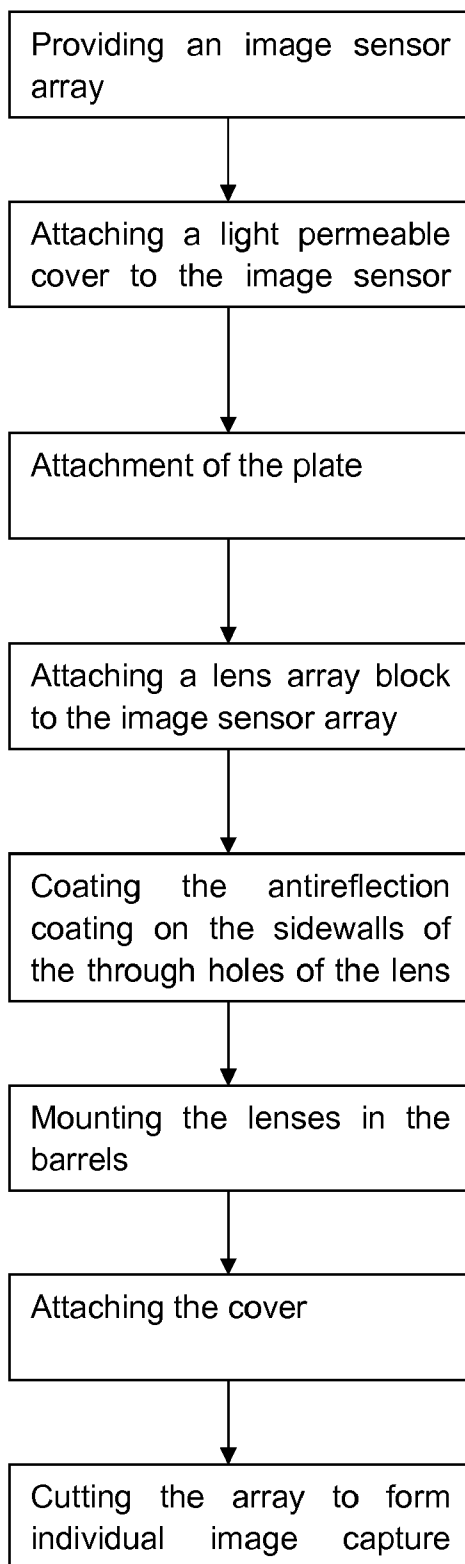 Providing an image sensor
array
Attaching a light permeable
cover to the image sensor
Attachment of the plate
Attaching a lens array block
to the image sensor array
Coating the antireflection
coating on the sidewalls of
the through holes of the lens
Mounting the lenses in the
barrels
Attaching the cover
Cutting the array to form
individual image capture